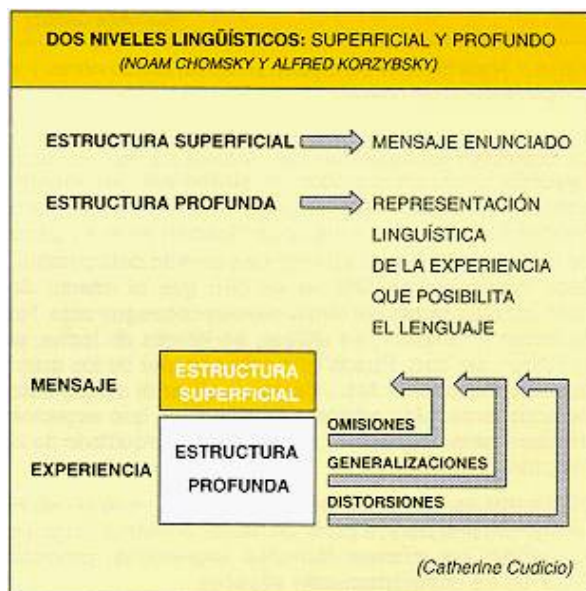 DOS NIVELES LINGÜÍSTICOS: SUPERFICIAL Y PROFUNDO
(NOAM CHOMSKY Y ALFRED KORZYBSKY)
ESTRUCTURA SUPERFICIAL MENSAJE ENUNCIADO
ESTRUCTURA PROFUNDA REPRESENTACIÓN
LINGUÍSTICA
DE LA EXPERIENCIA
QUE POSIBILITA
EL LENGUAJE
MENSAJE
ESTRUCTURA
SUPERFICIAL
EXPERIENCIA
ESTRUCTURA
PROFUNDA
OMISIONES
GENERALIZACIONES
DISTORSIONES
(Catherine Cudicio)